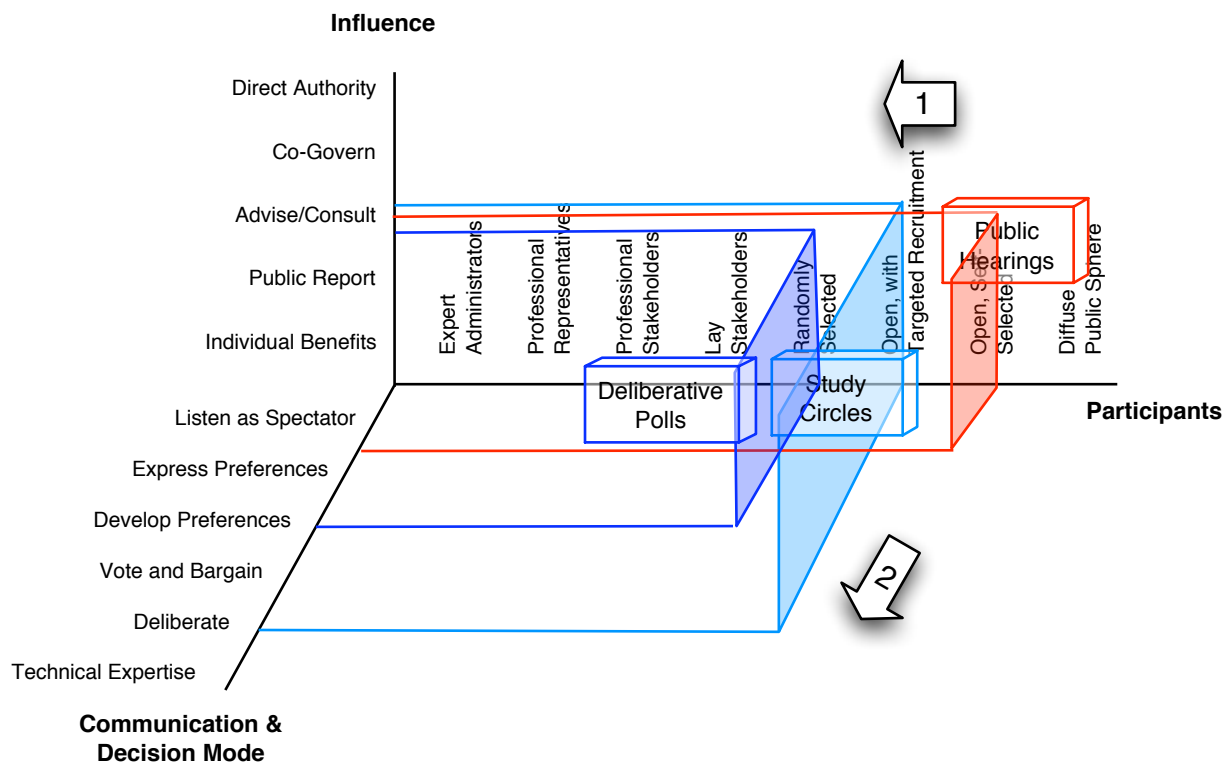 Influence
Direct Authority
Co-Govern
Advise/Consult
Public Report
Individual Benefits
Expert
Administrators
Professional
Representatives
Professional
Stakeholders
Lay
Stakeholders
Randomly
Selected
Open, with
Targeted Recruitment
Open, Self-
Selected
Diffuse
Public Sphere
1
Public
Hearings
Deliberative
Polls
Study
Circles
Participants
Listen as Spectator
Express Preferences
Develop Preferences
Vote and Bargain
Deliberate
Technical Expertise
2
Communication &
Decision Mode